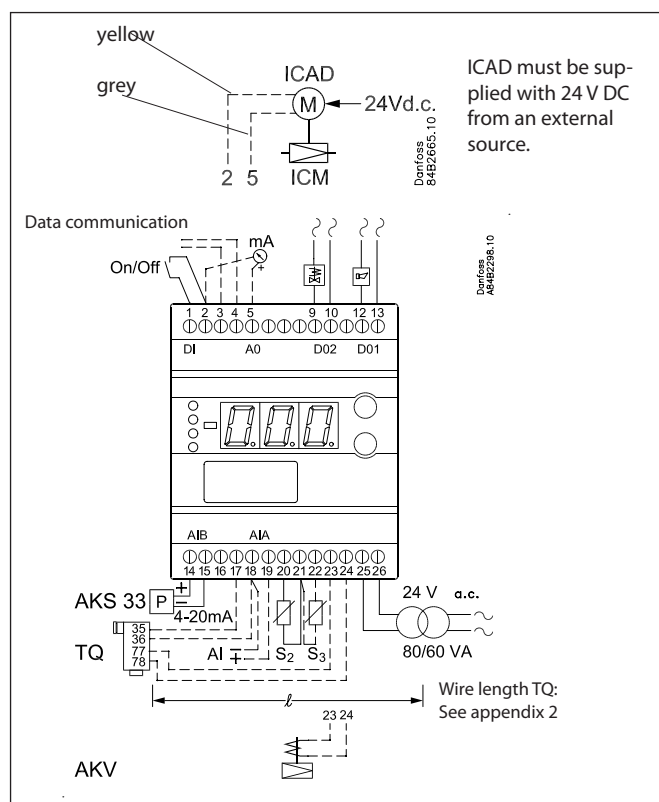 yellow
grey
ICAD
M
24Vd.c.
ICM
2 5
Danfoss
84B2665.10
ICAD must be sup-
plied with 24 V DC
from an external
source.
Data communication
On/Off
mA
+
Danfoss
A84B2298.10
1 2 3 4 5 9 10 12 13
DI A0 D02 D01
0.0.0
AIB AIA
14 15 16 17 18 19 20 21 22 23 24 25 26
AKS 33
P
+
−
4-20mA
TQ
35
36
77
78
AI
−
+
S2
S3
24 V a.c.
80/60 VA
ℓ
Wire length TQ:
See appendix 2
23 24
AKV